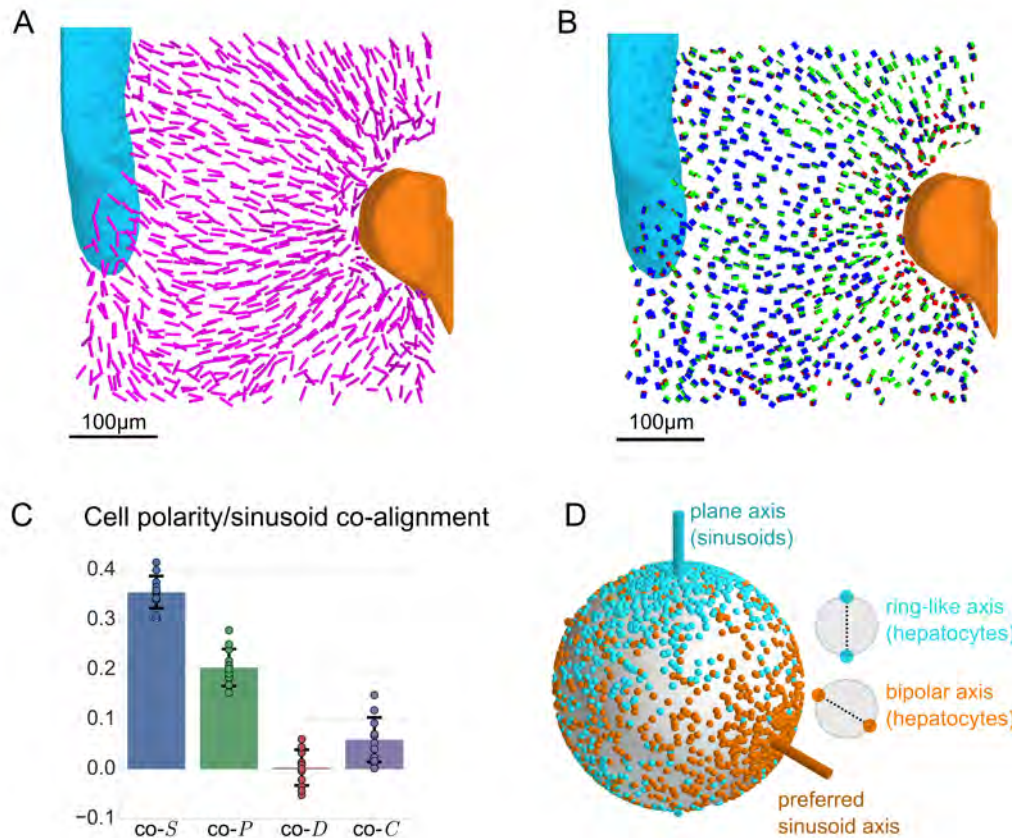 A
B
100μm
100μm
C
Cell polarity/sinusoid co-alignment
0.4
0.3
0.2
0.1
0.0
−0.1
co-S
co-P
co-D
co-C
D
plane axis
(sinusoids)
ring-like axis
(hepatocytes)
bipolar axis
(hepatocytes)
preferred
sinusoid axis